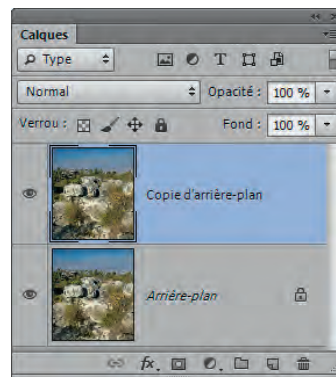 Calques
Type
Normal Opacité : 100 %
Verrou : Fond : 100 %
Copie d'arrière-plan
Arrière-plan
fx